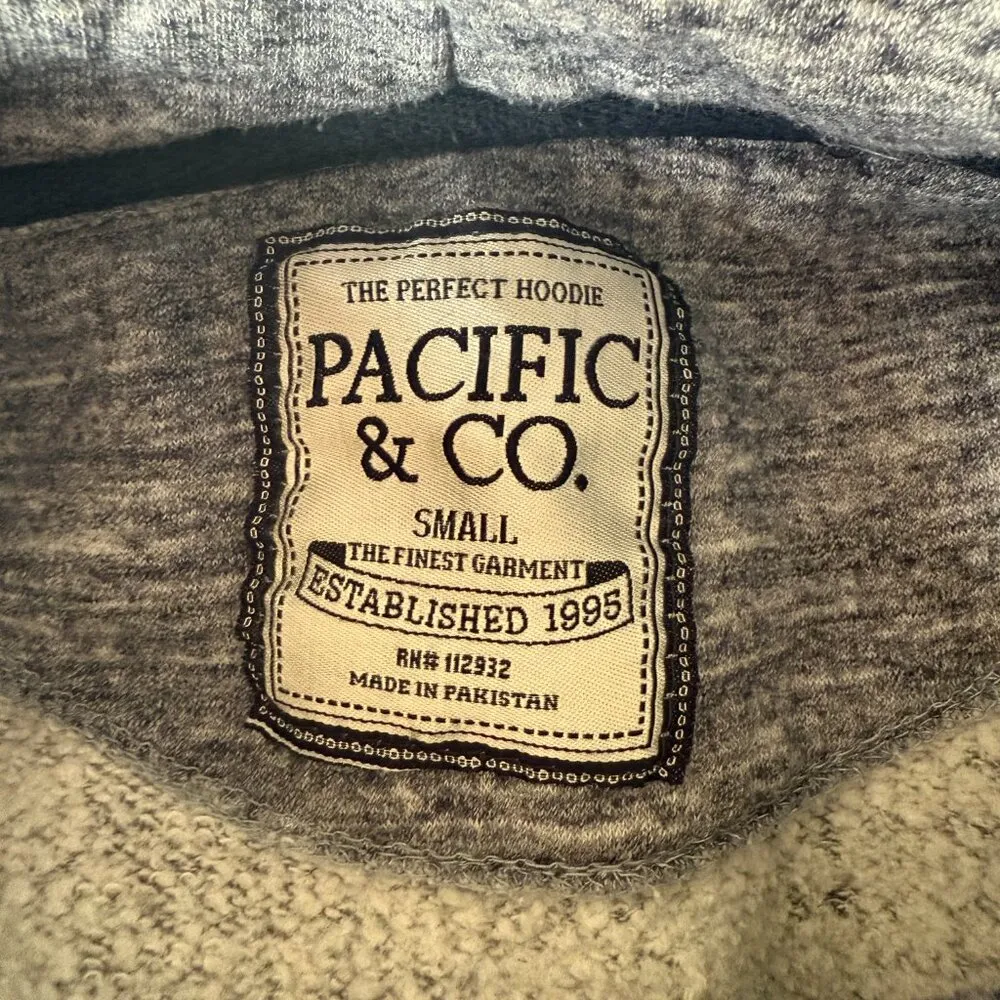 THE PERFECT HOODIE
PACIFIC
& CO.
SMALL
THE FINEST GARMENT
ESTABLISHED 1995
RN# 112932
MADE IN PAKISTAN